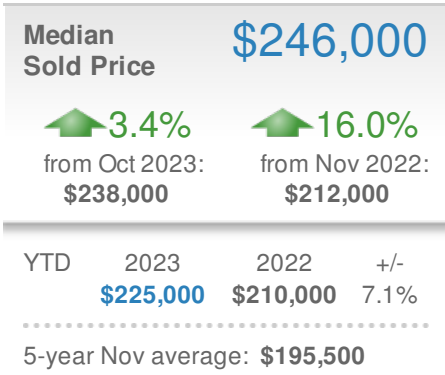 Median $246,000
Sold Price
3.4% 16.0%
from Oct 2023: from Nov 2022:
$238,000 $212,000
YTD 2023 2022 +/-
$225,000 $210,000 7.1%
5-year Nov average: $195,500